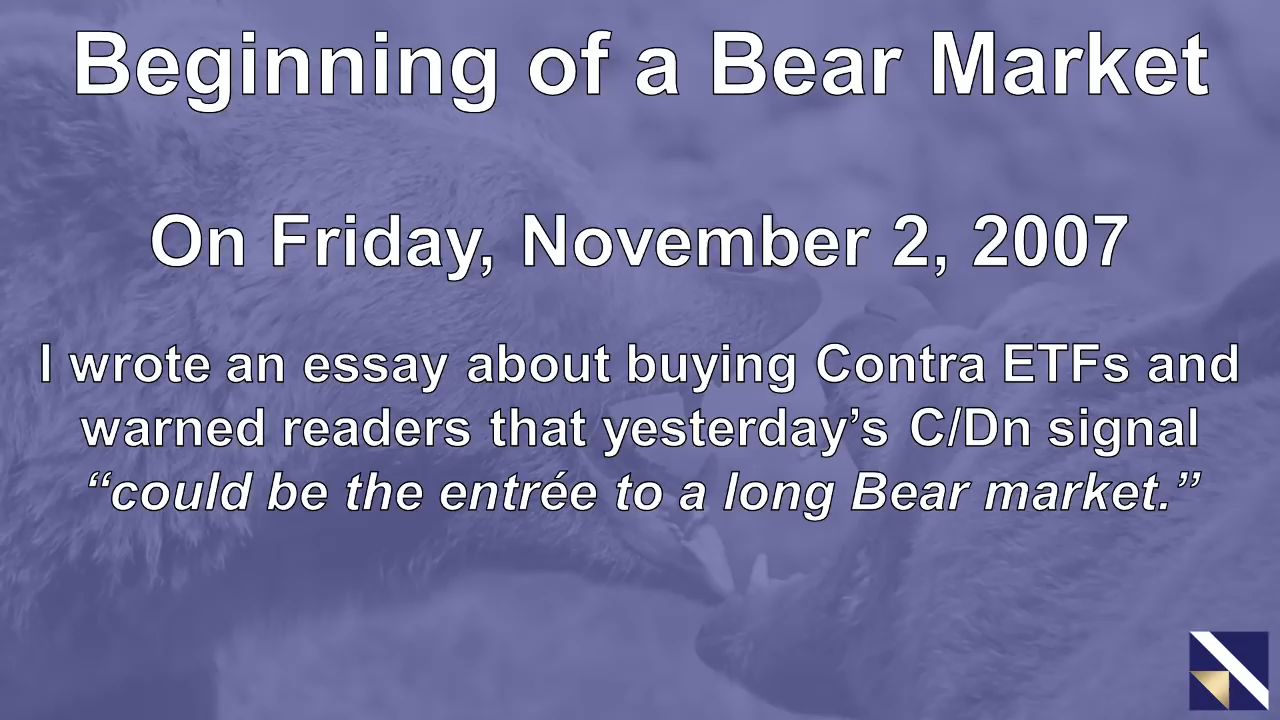 Beginning of a Bear Market
On Friday, November 2, 2007
I wrote an essay about buying Contra ETFs and
warned readers that yesterday’s C/Dn signal
“could be the entrée to a long Bear market.”